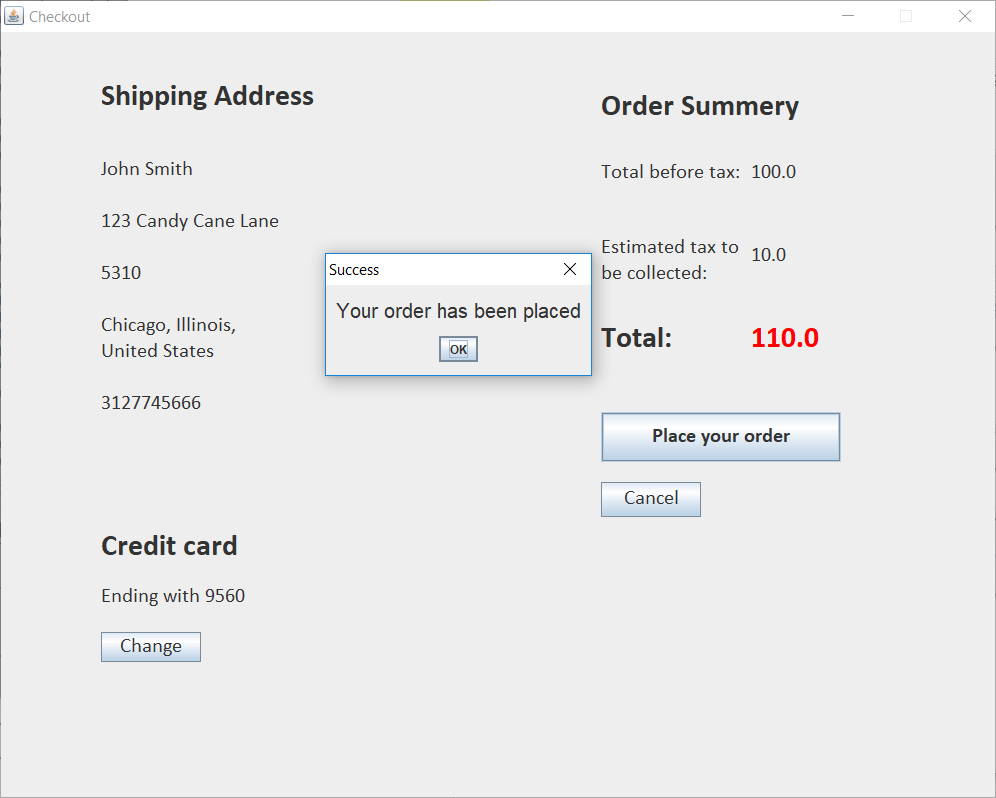 Checkout
Shipping Address
John Smith
123 Candy Cane Lane
5310
Chicago, Illinois,
United States
3127745666
Credit card
Ending with 9560
Change
Success
Your order has been placed
OK
Order Summery
Total before tax: 100.0
Estimated tax to
be collected:
10.0
Total: 110.0
Place your order
Cancel